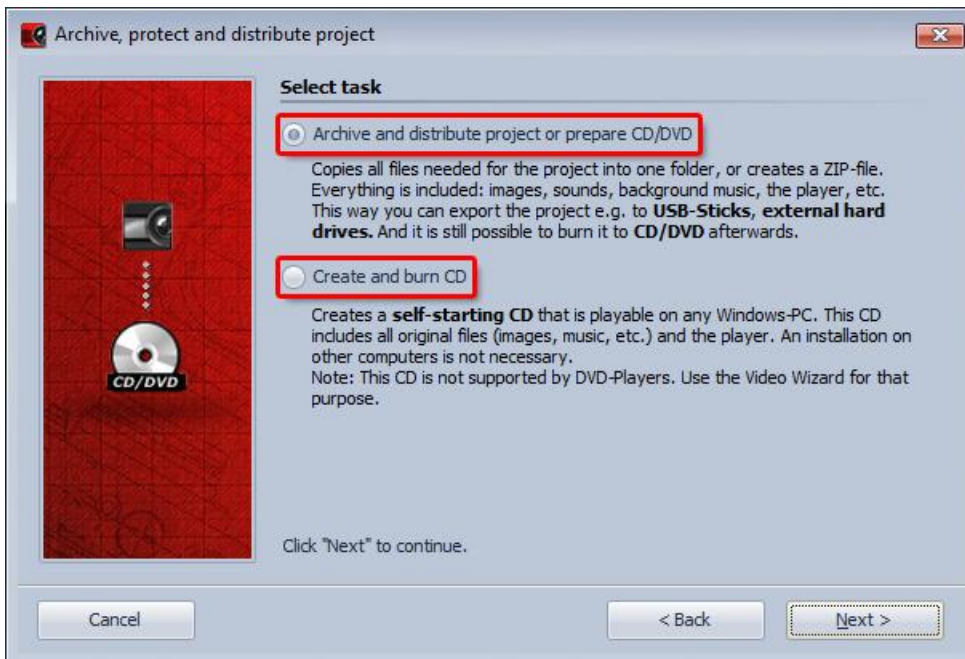 Archive, protect and distribute project
Select task
Archive and distribute project or prepare CD/DVD
Copies all files needed for the project into one folder, or creates a ZIP-file.
Everything is included: images, sounds, background music, the player, etc.
This way you can export the project e.g. to USB-Sticks, external hard
drives. And it is still possible to burn it to CD/DVD afterwards.
Create and burn CD
Creates a self-starting CD that is playable on any Windows-PC. This CD
includes all original files (images, music, etc.) and the player. An installation on
other computers is not necessary.
Note: This CD is not supported by DVD-Players. Use the Video Wizard for that
purpose.
CD/DVD
Click "Next" to continue.
Cancel
< Back
Next >